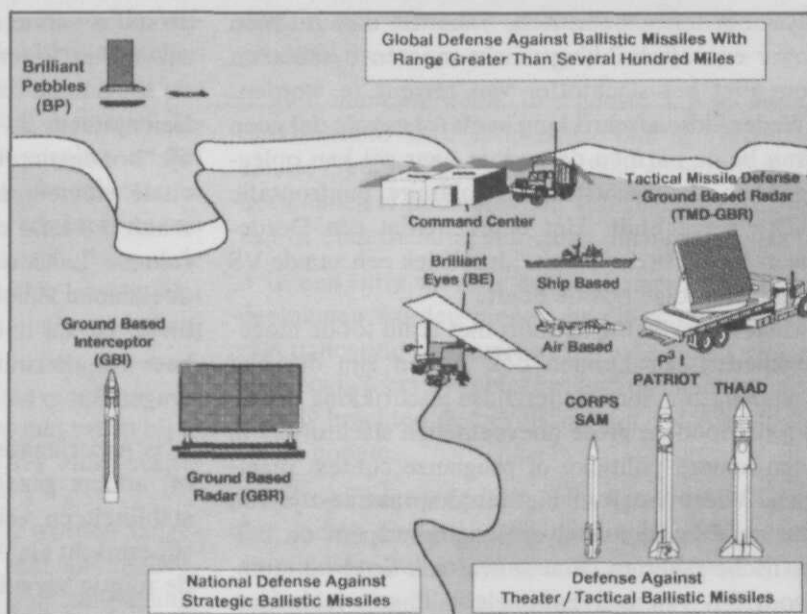 Global Defense Against Ballistic Missiles With
Range Greater Than Several Hundred Miles
Brilliant
Pebbles
(BP)
Command Center
Tactical Missile Defense
Ground Based Radar
(TMD-GBR)
Brilliant
Eyes (BE)
Ship Based
Air Based
Ground Based
Interceptor
(GBI)
Ground Based
Radar (GBR)
CORPS
SAM
P³ I
PATRIOT
THAAD
National Defense Against
Strategic Ballistic Missiles
Defense Against
Theater / Tactical Ballistic Missiles